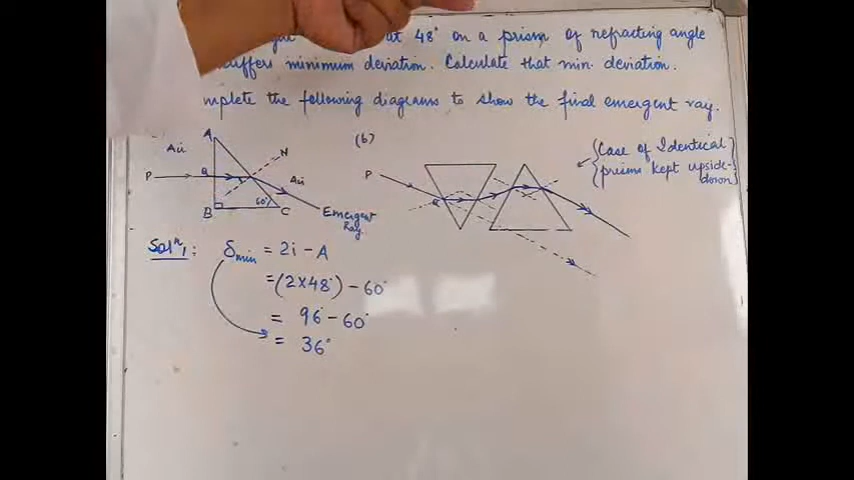 at 48° on a prism of refracting angle
suffers minimum deviation. Calculate that min. deviation.
mplete the following diagrams to show the final emergent ray.
A
Air
N
P
Q
Air
60°
B
C
Emergent
Ray.
(b)
P
Q
{Case of Identical}
{prism kept upside-}
down
Solⁿ1:
δmin = 2i - A
= (2×48°) - 60°
= 96° - 60°
= 36°